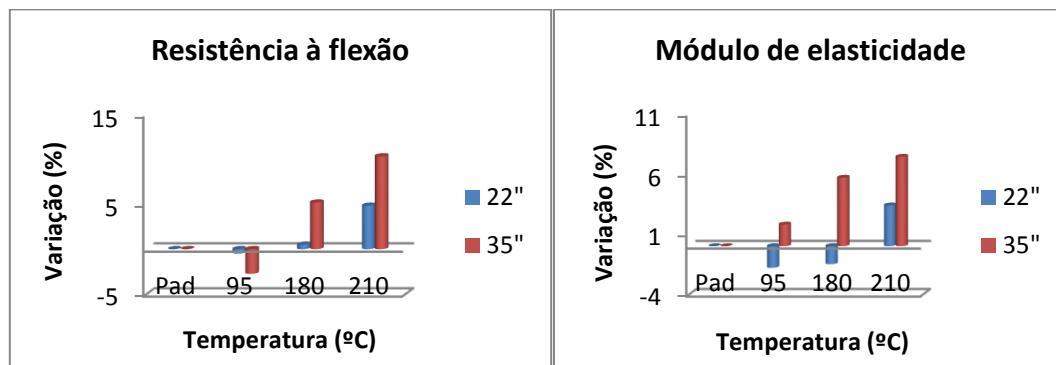 Resistência à flexão
15
5
-5
Variação (%)
Pad 95 180 210
Temperatura (ºC)
22"
35"
Módulo de elasticidade
11
6
1
-4
Variação (%)
Pad 95 180 210
Temperatura (ºC)
22"
35"